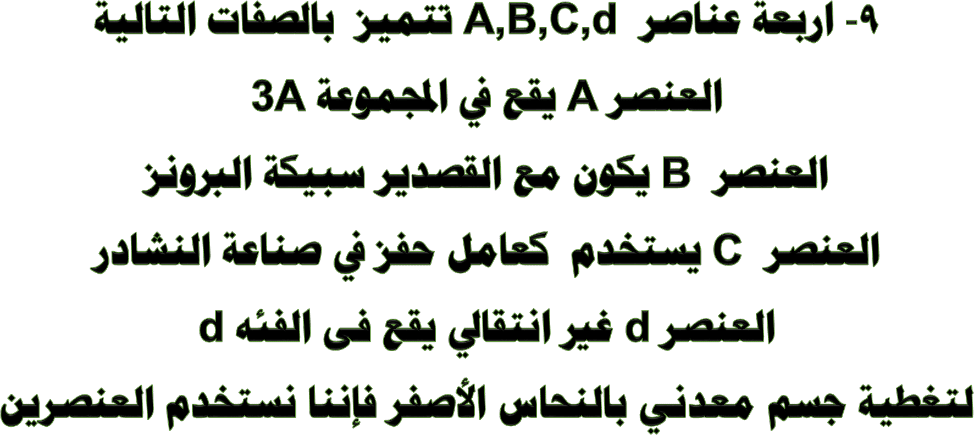 ٩- اربعة عناصر A,B,C,d تتميز بالصفات التالية
العنصر A يقع في المجموعة 3A
العنصر B يكون مع القصدير سبيكة البرونز
العنصر C يستخدم كعامل حفز في صناعة النشادر
العنصر d غير انتقالي يقع فى الفئه d
لتغطية جسم معدني بالنحاس الأصفر فإننا نستخدم العنصرين